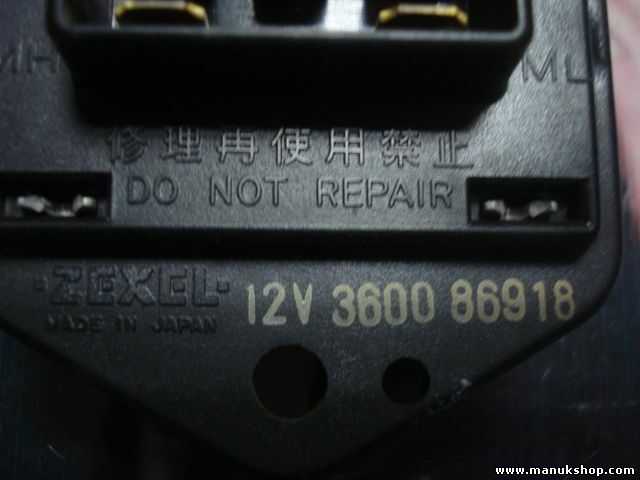 MH ML
修理再使用禁止
DO NOT REPAIR
·ZEXEL· 12V 3600 86918
MADE IN JAPAN
www.manukshop.com